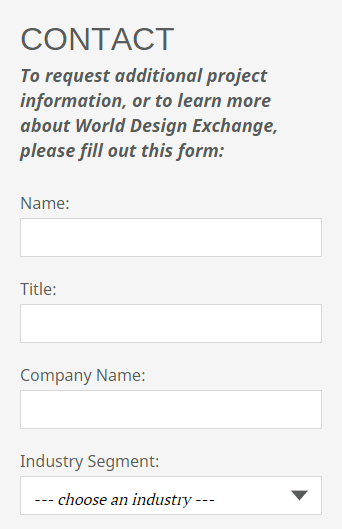 CONTACT
To request additional project
information, or to learn more
about World Design Exchange,
please fill out this form:
Name:
Title:
Company Name:
Industry Segment:
--- choose an industry ---